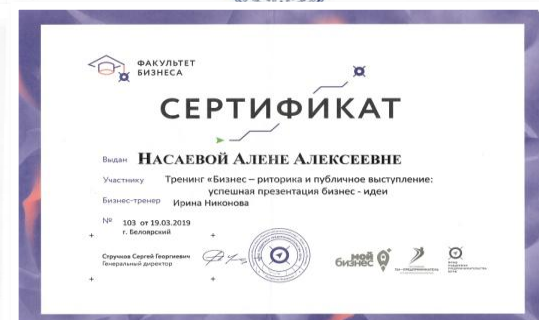 ФАКУЛЬТЕТ
БИЗНЕСА
СЕРТИФИКАТ
Выдан НАСАЕВОЙ АЛЕНЕ АЛЕКСЕЕВНЕ
Участнику Тренинг «Бизнес – риторика и публичное выступление:
успешная презентация бизнес - идеи
Бизнес-тренер Ирина Никонова
№ 103 от 19.03.2019
г. Белоярский
Стручков Сергей Георгиевич
Генеральный директор
мой
бизнес